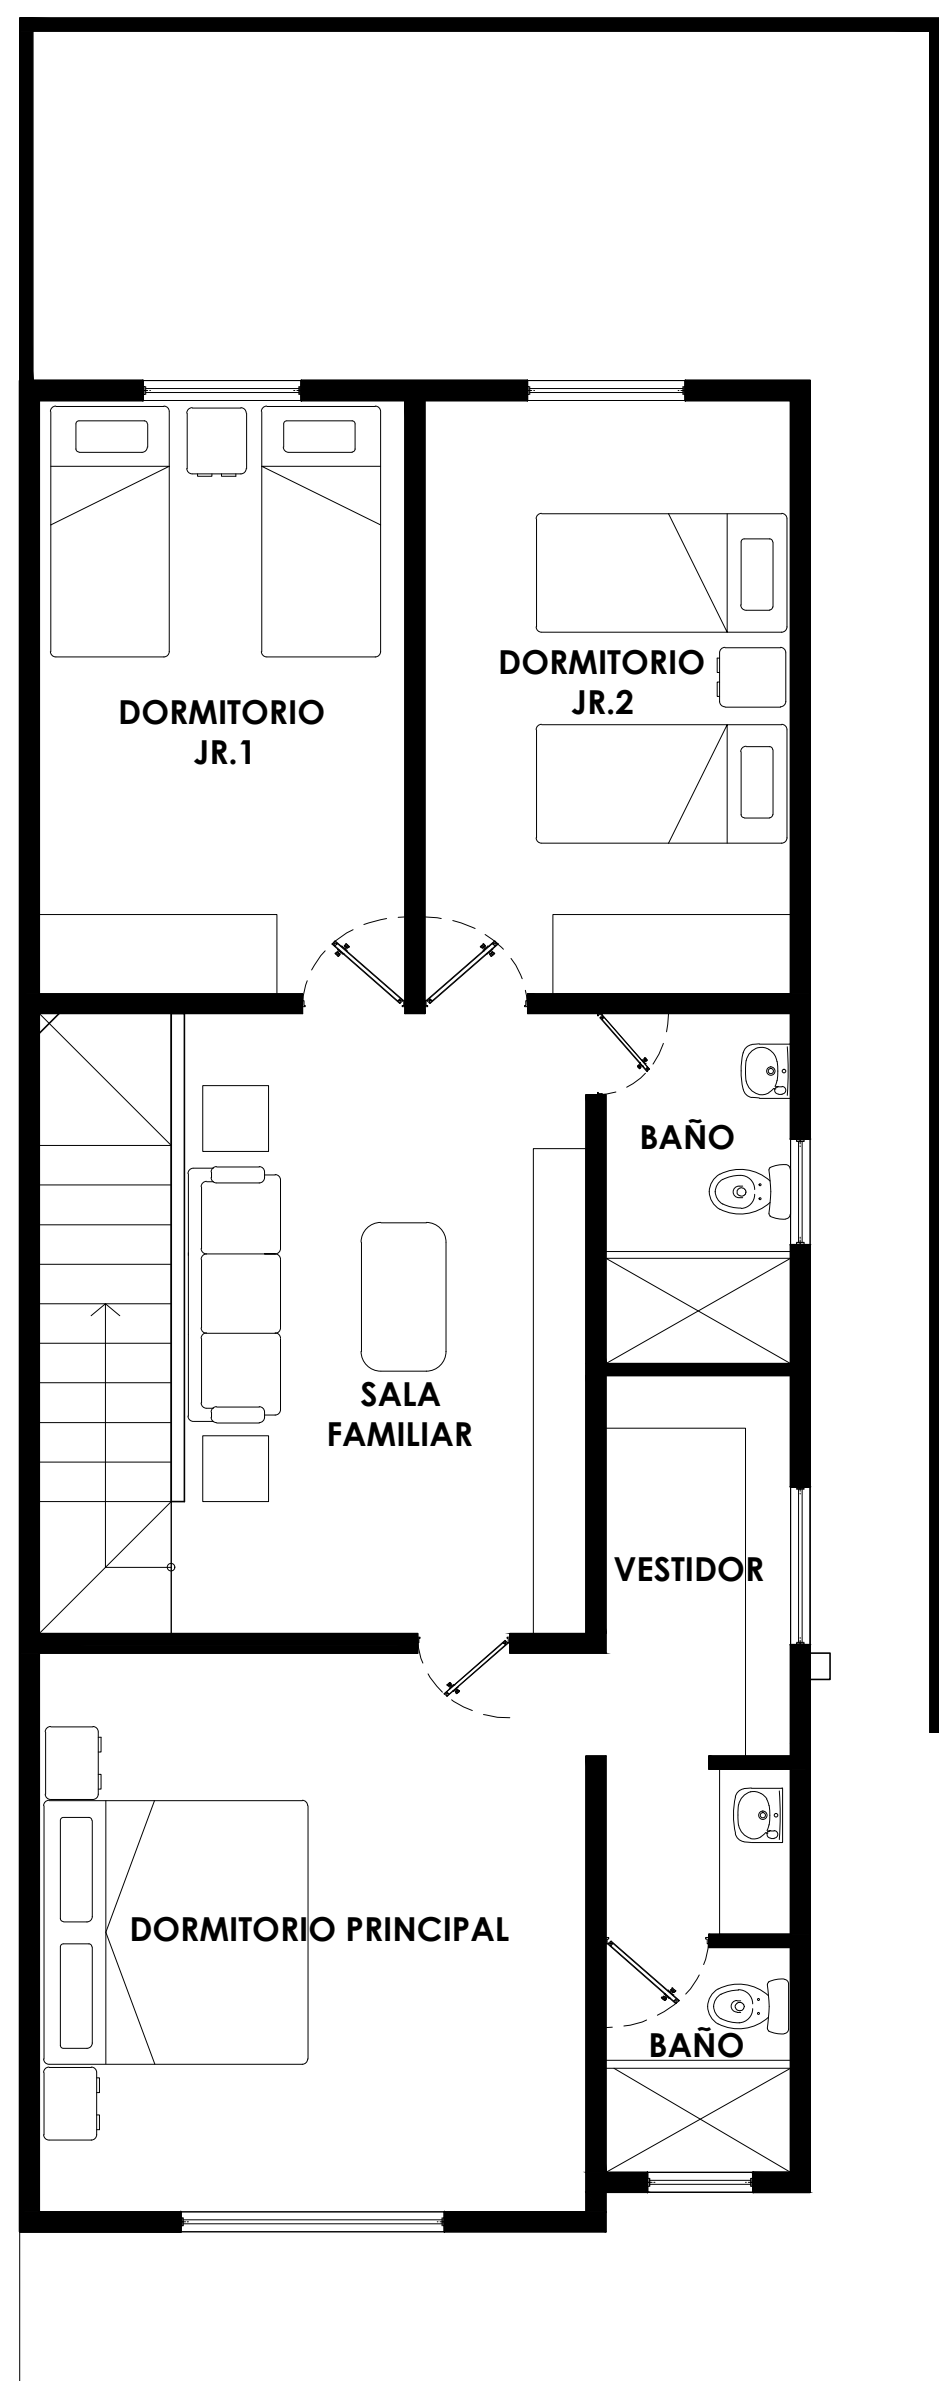 DORMITORIO
JR.2
DORMITORIO
JR.1
BAÑO
SALA
FAMILIAR
VESTIDOR
DORMITORIO PRINCIPAL
BAÑO